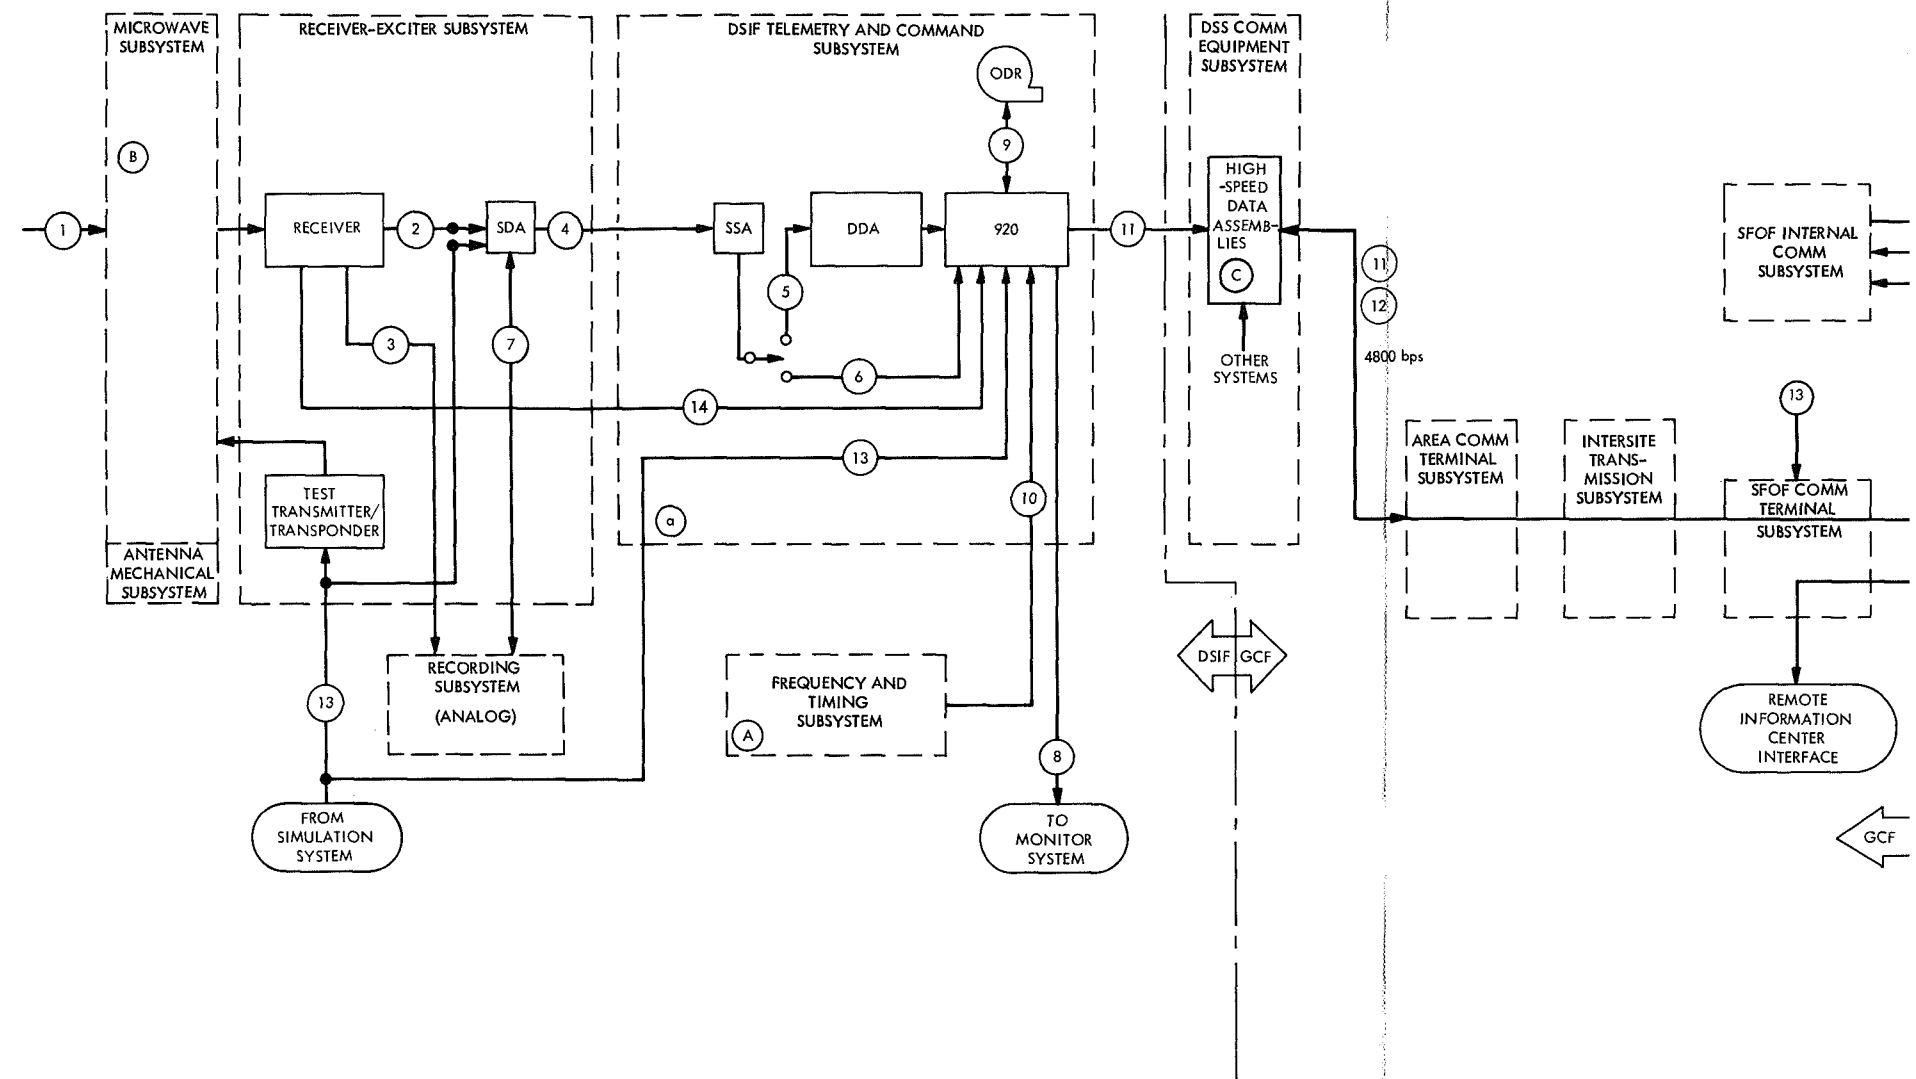 MICROWAVE
SUBSYSTEM
B
ANTENNA
MECHANICAL
SUBSYSTEM
1
RECEIVER-EXCITER SUBSYSTEM
RECEIVER
2
SDA
4
3
7
TEST
TRANSMITTER/
TRANSPONDER
13
RECORDING
SUBSYSTEM
(ANALOG)
FROM
SIMULATION
SYSTEM
DSIF TELEMETRY AND COMMAND
SUBSYSTEM
ODR
9
SSA
DDA
920
5
6
14
13
10
a
11
FREQUENCY AND
TIMING
SUBSYSTEM
A
8
TO
MONITOR
SYSTEM
DSS COMM
EQUIPMENT
SUBSYSTEM
HIGH
-SPEED
DATA
ASSEMB-
LIES
C
OTHER
SYSTEMS
11
12
4800 bps
DSIF GCF
AREA COMM
TERMINAL
SUBSYSTEM
INTERSITE
TRANS-
MISSION
SUBSYSTEM
SFOF INTERNAL
COMM
SUBSYSTEM
13
SFOF COMM
TERMINAL
SUBSYSTEM
REMOTE
INFORMATION
CENTER
INTERFACE
GCF